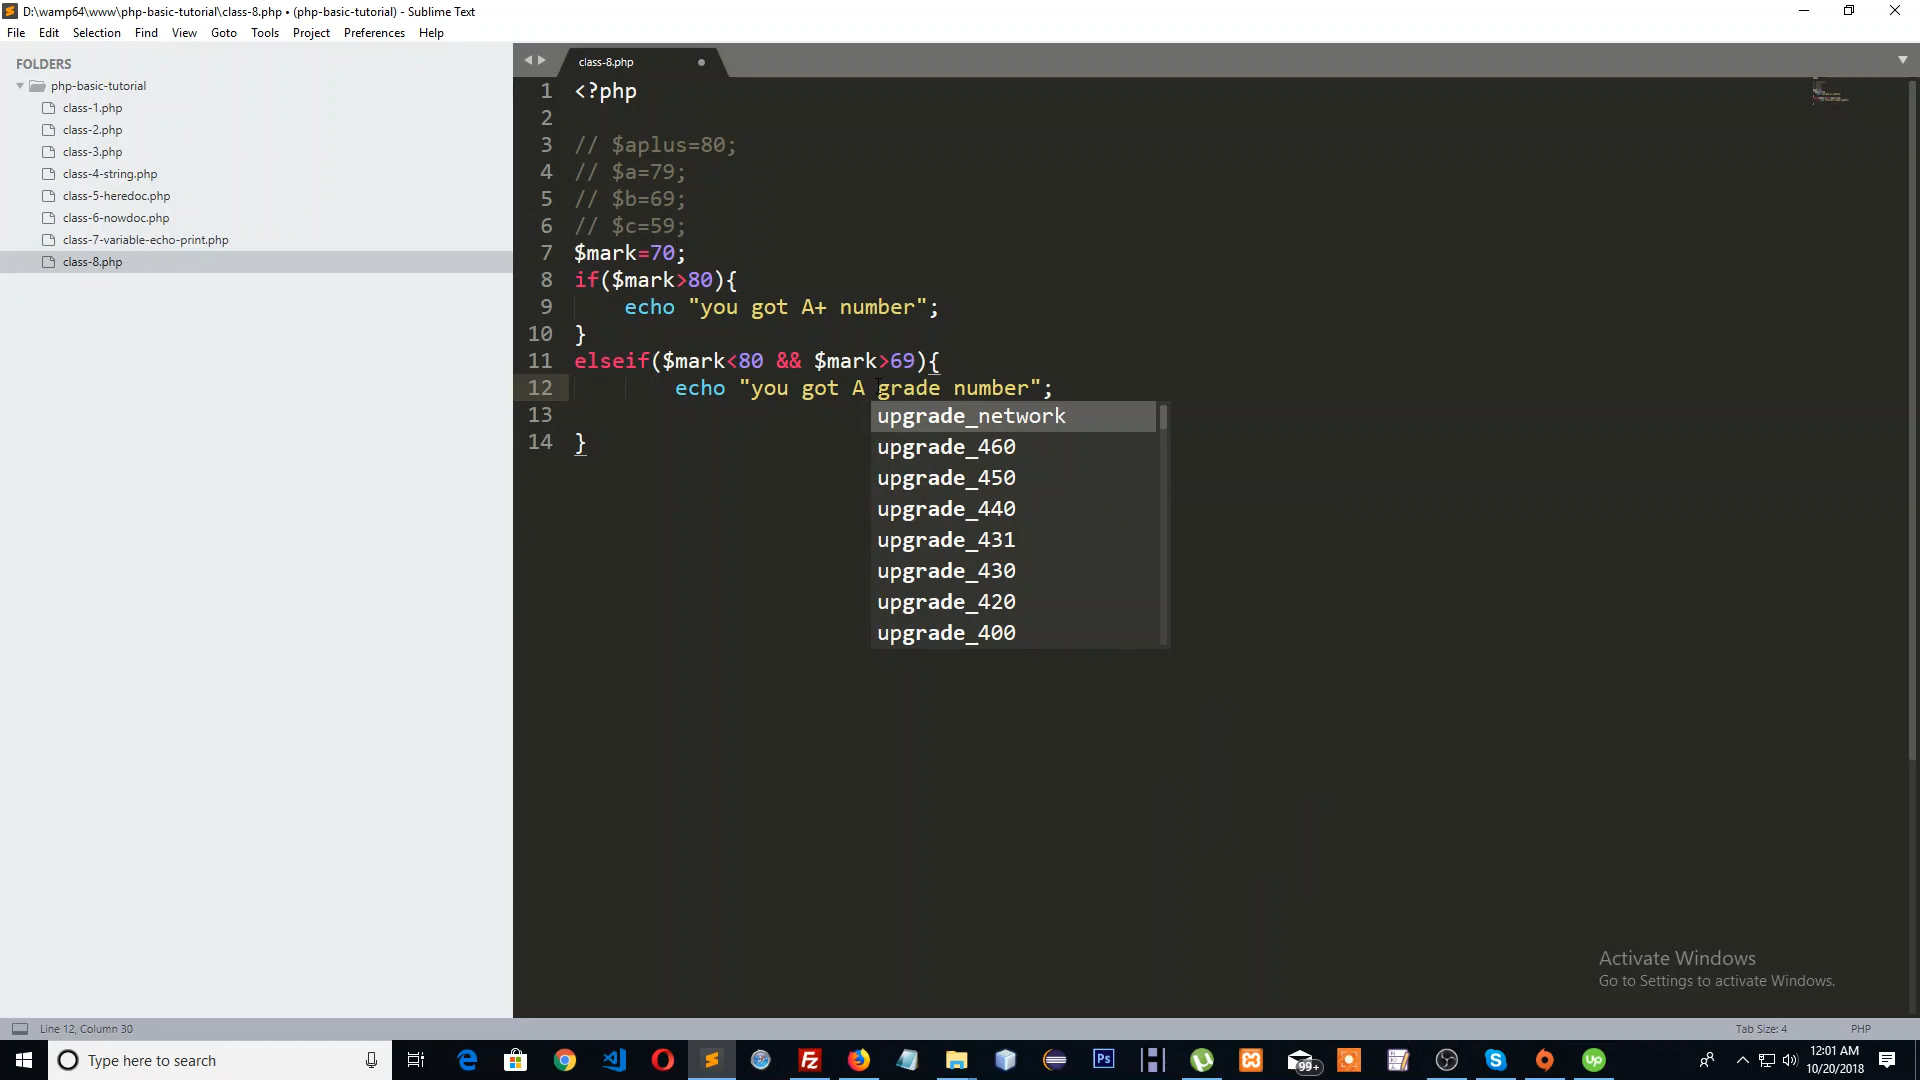 D:\wamp64\www\php-basic-tutorial\class-8.php • (php-basic-tutorial) - Sublime Text
File Edit Selection Find View Goto Tools Project Preferences Help
FOLDERS
php-basic-tutorial
class-1.php
class-2.php
class-3.php
class-4-string.php
class-5-heredoc.php
class-6-nowdoc.php
class-7-variable-echo-print.php
class-8.php
class-8.php
1 <?php
2
3 // $aplus=80;
4 // $a=79;
5 // $b=69;
6 // $c=59;
7 $mark=70;
8 if($mark>80){
9 echo "you got A+ number";
10 }
11 elseif($mark<80 && $mark>69){
12 echo "you got A grade number";
13
14 }
upgrade_network
upgrade_460
upgrade_450
upgrade_440
upgrade_431
upgrade_430
upgrade_420
upgrade_400
Activate Windows
Go to Settings to activate Windows.
Line 12, Column 30
Tab Size: 4
PHP
Type here to search
Ps
99+
up
12:01 AM
10/20/2018